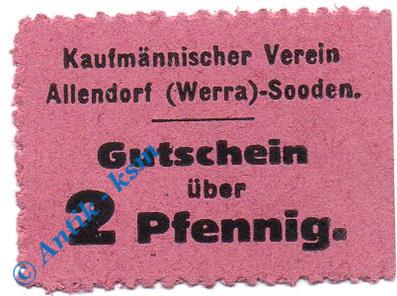 Kaufmännischer Verein
Allendorf (Werra)-Sooden.
Gutschein
über
2 Pfennig.
© Antik - ksm